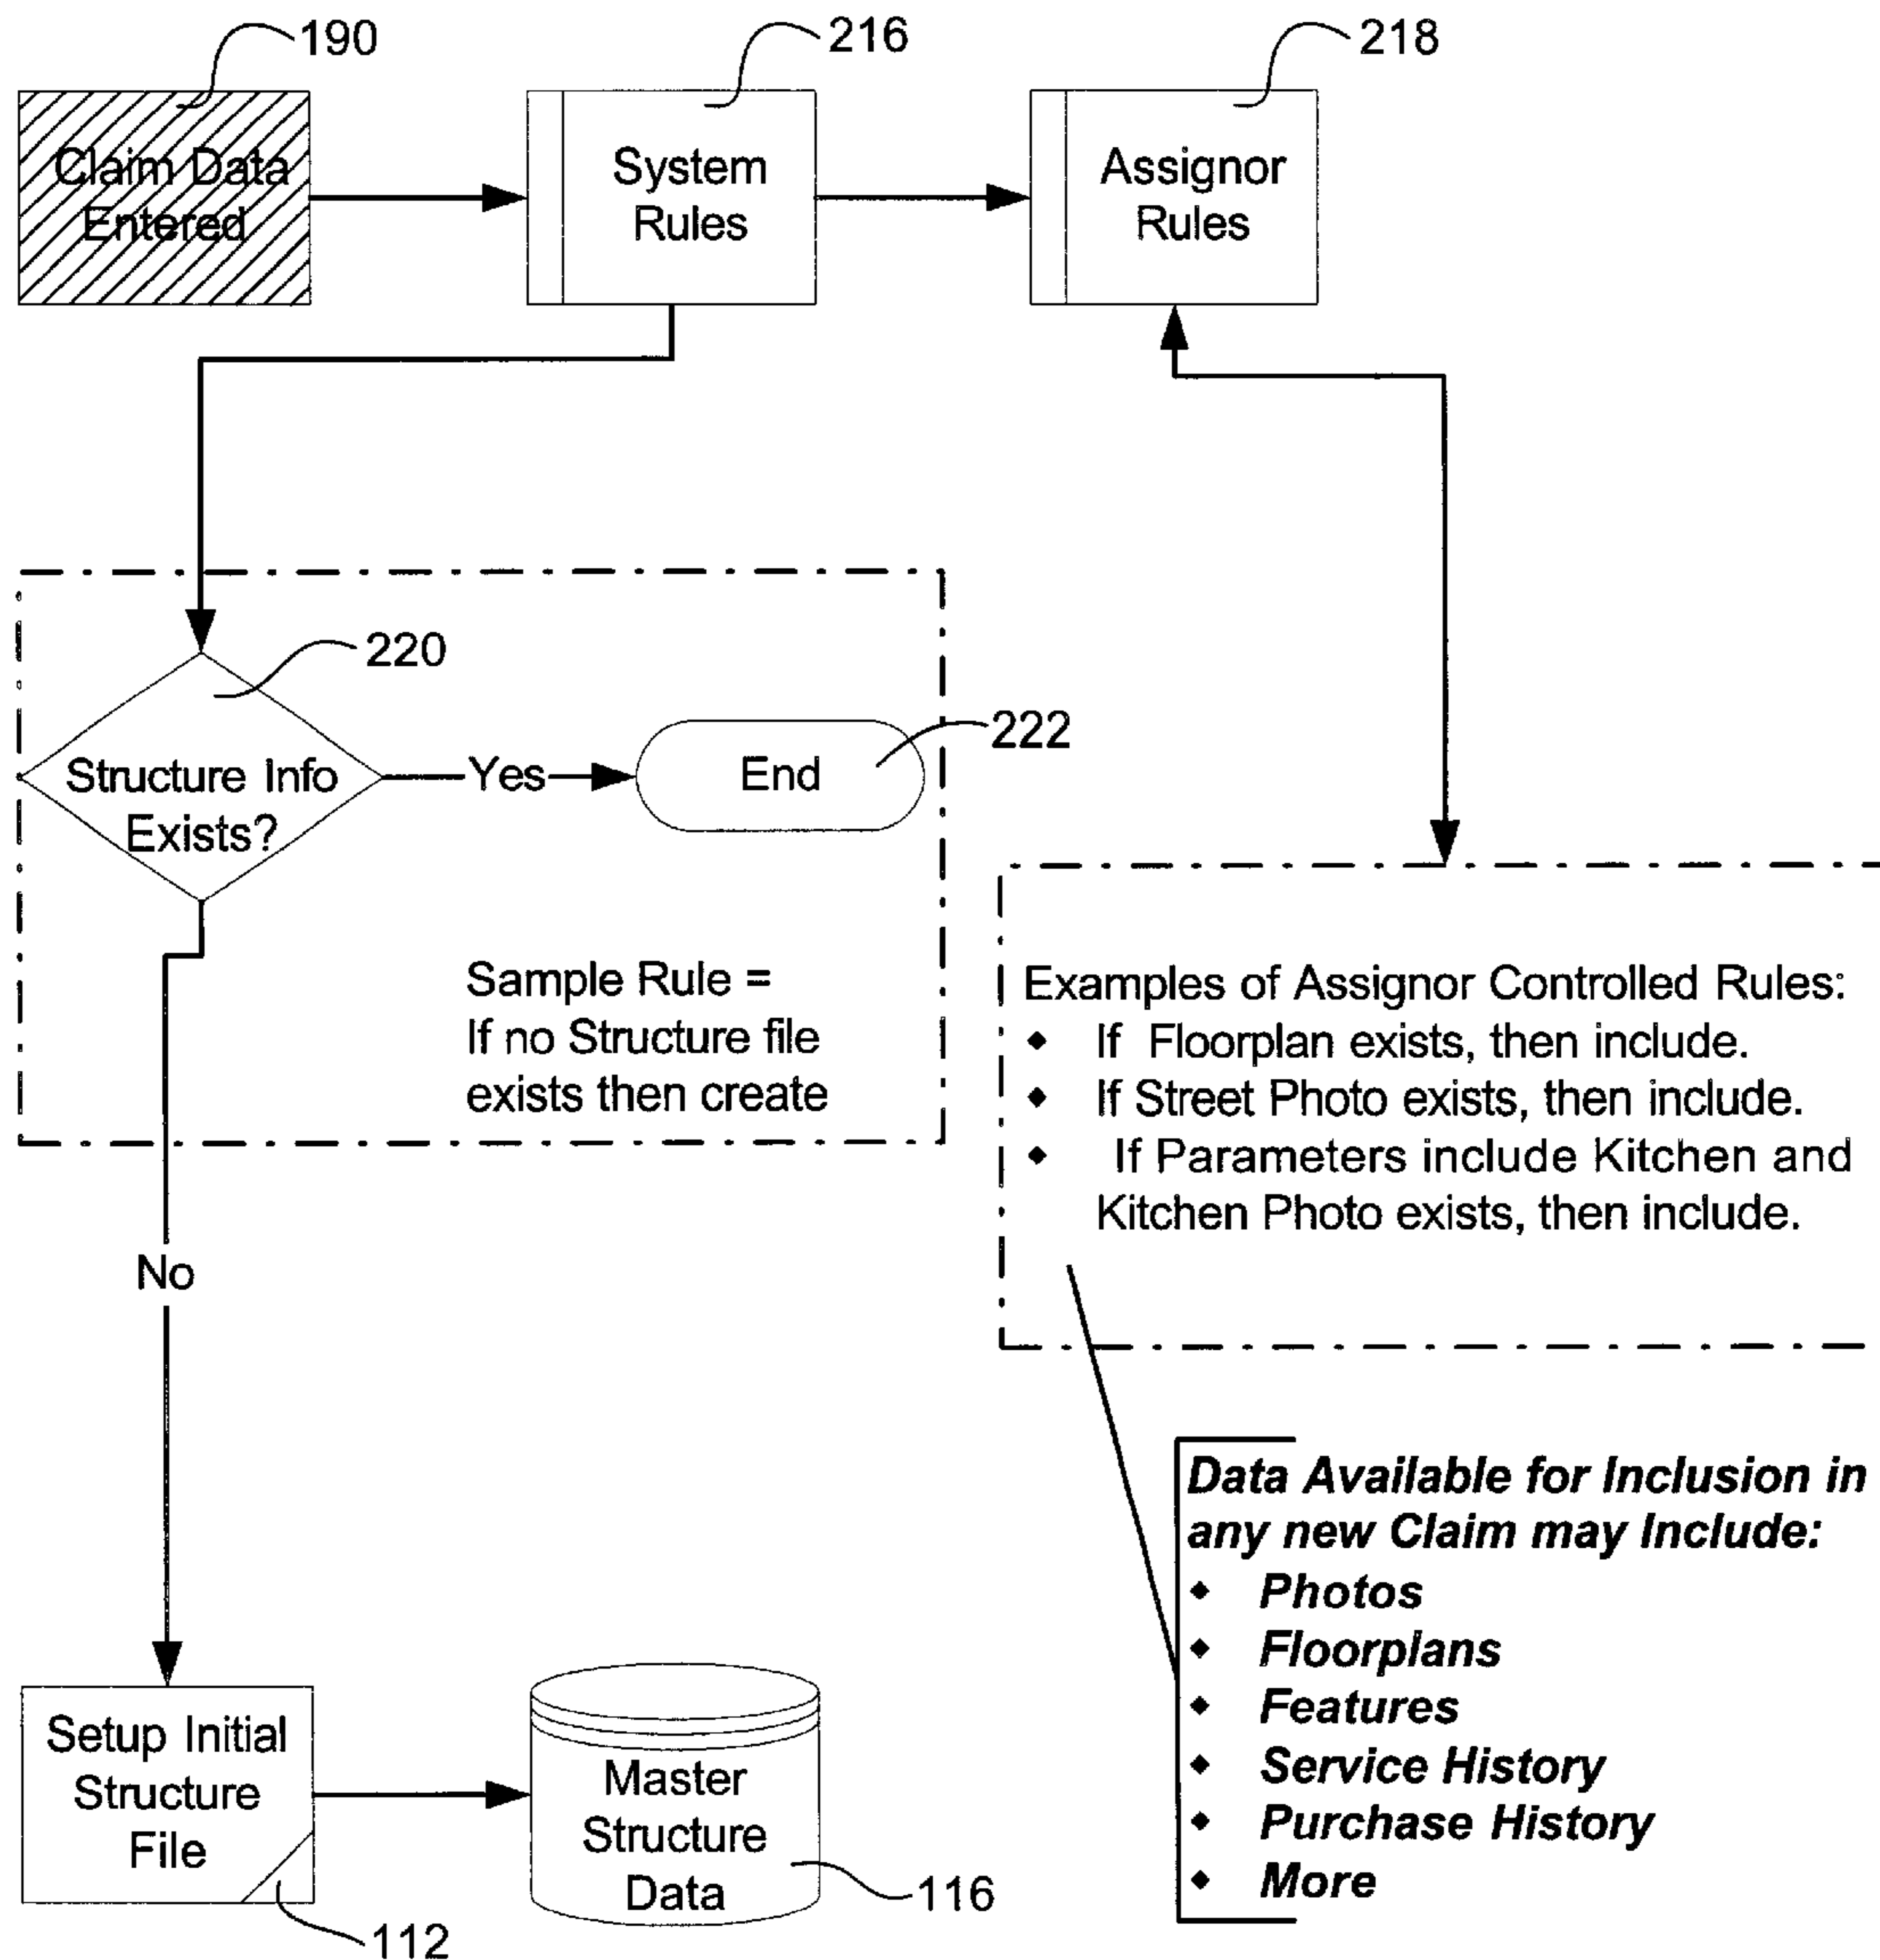 190
216
218
Claim Data
Entered
System
Rules
Assignor
Rules
220
Structure Info
Exists?
Yes
End
222
Sample Rule =
If no Structure file
exists then create
Examples of Assignor Controlled Rules:
◆ If Floorplan exists, then include.
◆ If Street Photo exists, then include.
◆ If Parameters include Kitchen and
Kitchen Photo exists, then include.
No
Data Available for Inclusion in
any new Claim may Include:
◆ Photos
◆ Floorplans
◆ Features
◆ Service History
◆ Purchase History
◆ More
Setup Initial
Structure
File
112
Master
Structure
Data
116